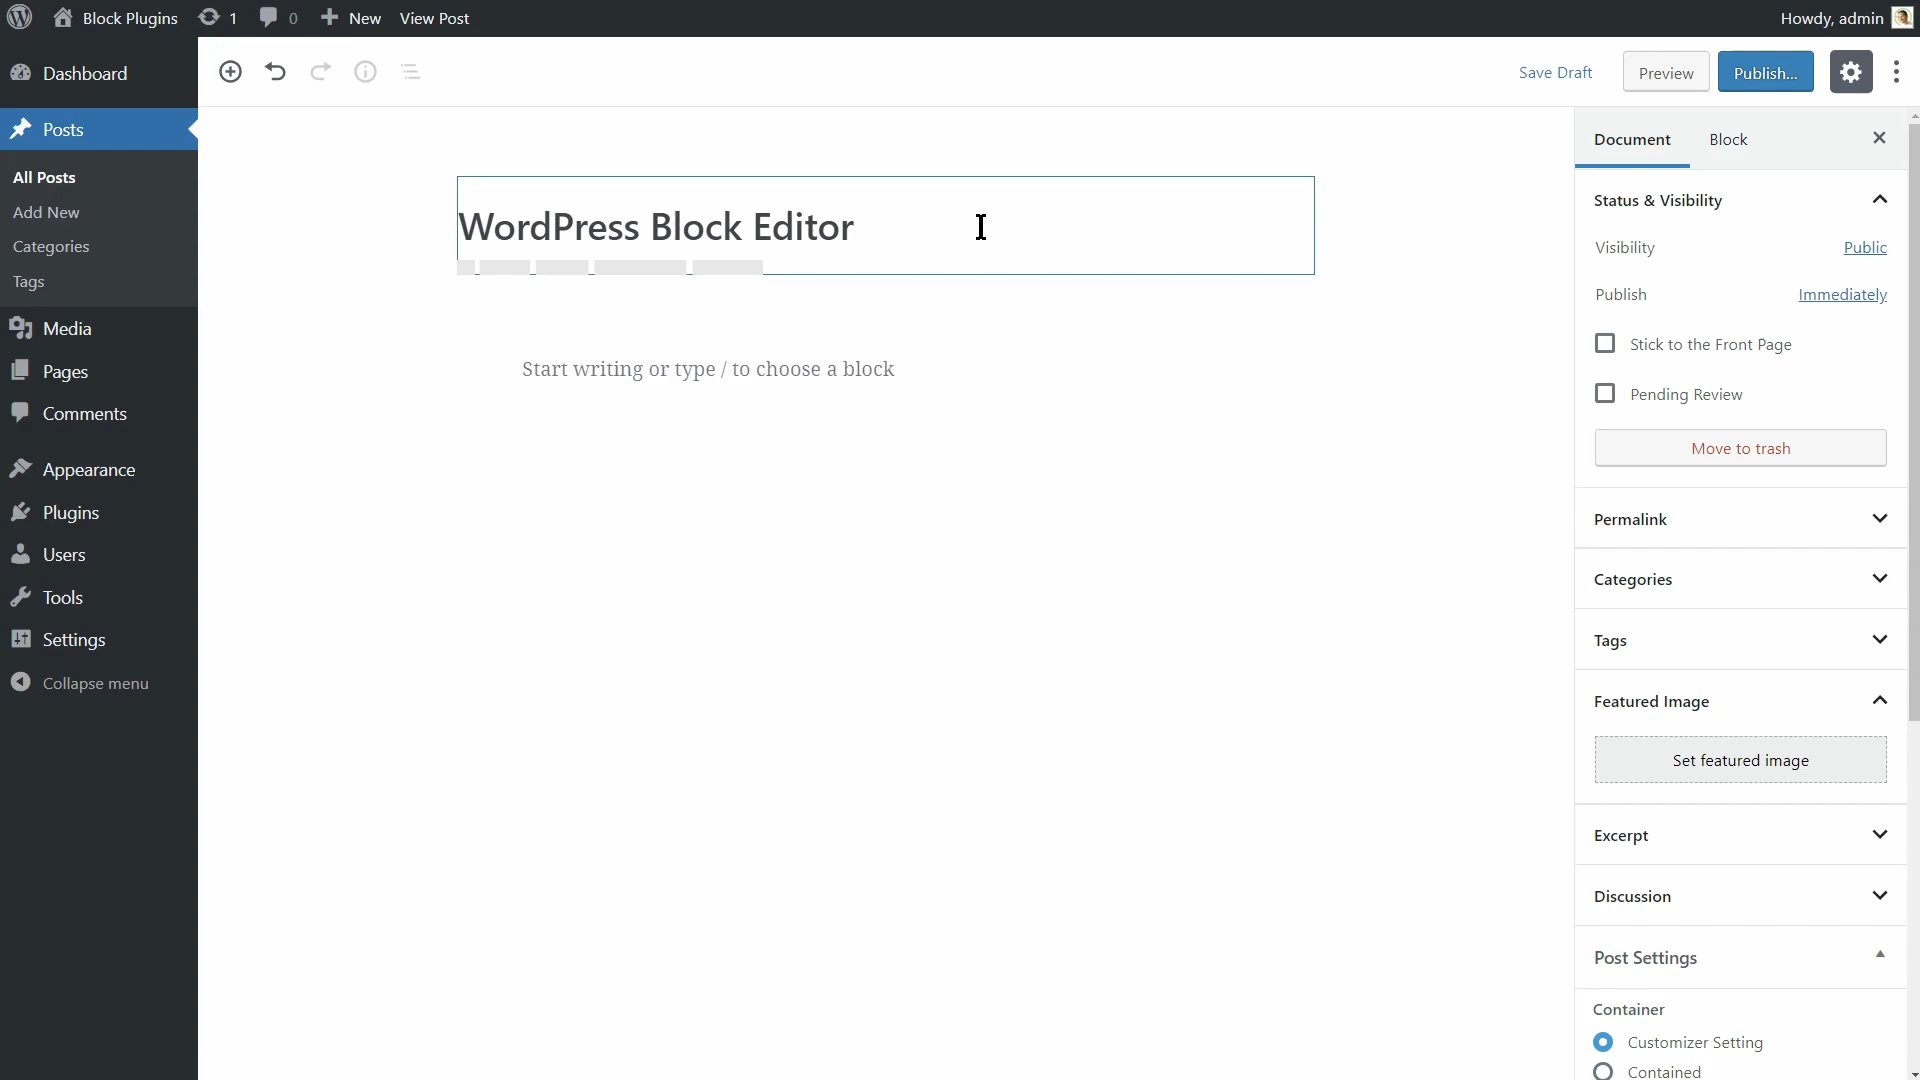 Block Plugins 1 0 New View Post Howdy, admin
Dashboard
Posts
All Posts
Add New
Categories
Tags
Media
Pages
Comments
Appearance
Plugins
Users
Tools
Settings
Collapse menu
Save Draft Preview Publish...
WordPress Block Editor
Start writing or type / to choose a block
Document Block
Status & Visibility
Visibility Public
Publish Immediately
Stick to the Front Page
Pending Review
Move to trash
Permalink
Categories
Tags
Featured Image
Set featured image
Excerpt
Discussion
Post Settings
Container
Customizer Setting
Contained